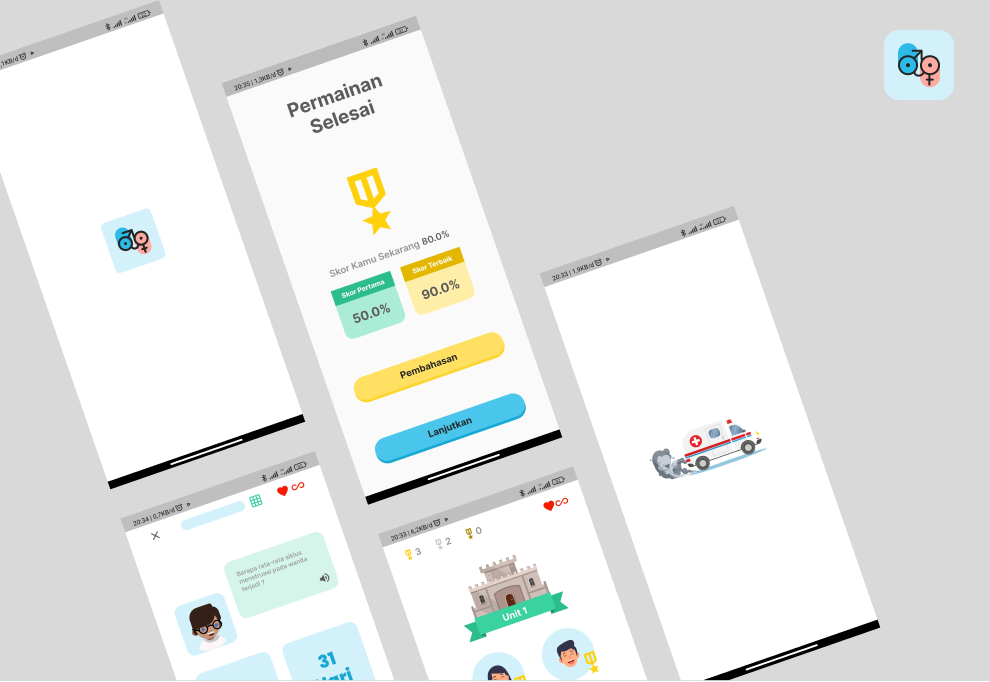 ,1KB/d
20:35 | 1,3KB/d
Permainan
Selesai
Skor Kamu Sekarang 80.0%
Skor Pertama
50.0%
Skor Terbaik
90.0%
Pembahasan
Lanjutkan
20:33 | 1,9KB/d
20:34 | 0,7KB/d
Berapa rata-rata siklus
menstruasi pada wanita
terjadi ?
31
20:33 | 6,2KB/d
3
2
0
Unit 1